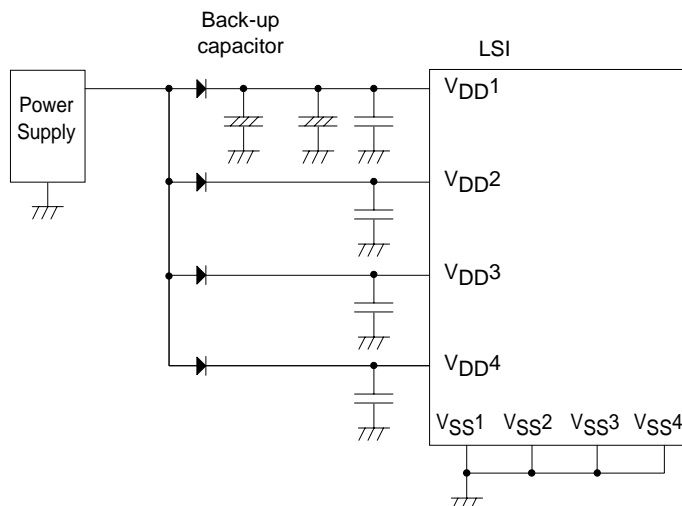 Back-up
capacitor
LSI
Power
Supply
VDD1
VDD2
VDD3
VDD4
VSS1 VSS2 VSS3 VSS4